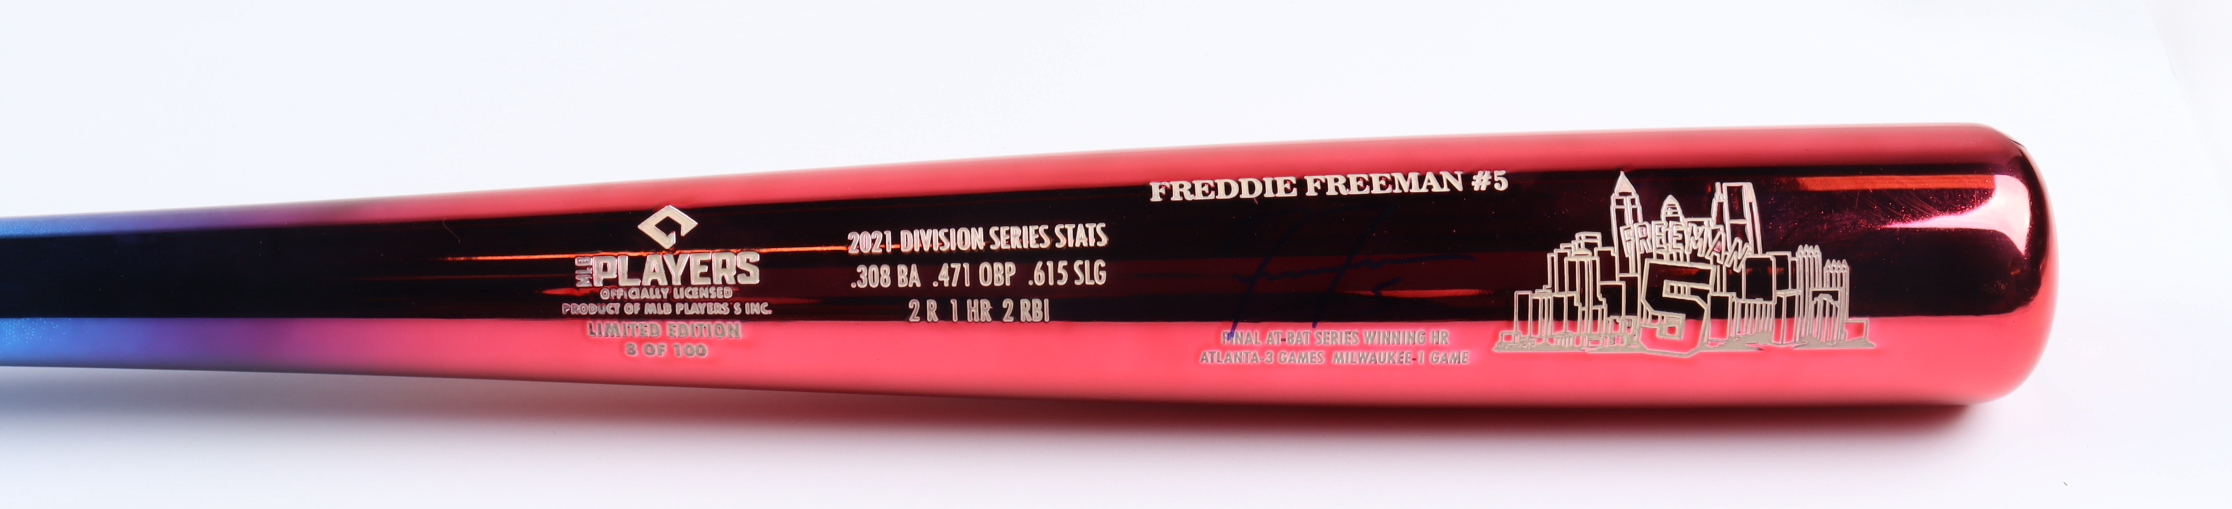 MLB PLAYERS
OFFICIALLY LICENSED
PRODUCT OF MLB PLAYERS S INC.
LIMITED EDITION
8 OF 100
2021 DIVISION SERIES STATS
.308 BA .471 OBP .615 SLG
2 R 1 HR 2 RBI
FREDDIE FREEMAN #5
FINAL AT-BAT SERIES WINNING HR
ATLANTA-3 GAMES MILWAUKEE-1 GAME
FREEMAN
5